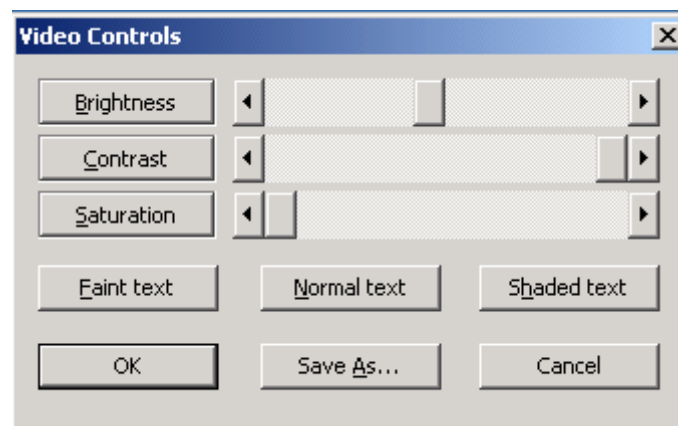 Video Controls
Brightness
Contrast
Saturation
Faint text Normal text Shaded text
OK Save As... Cancel